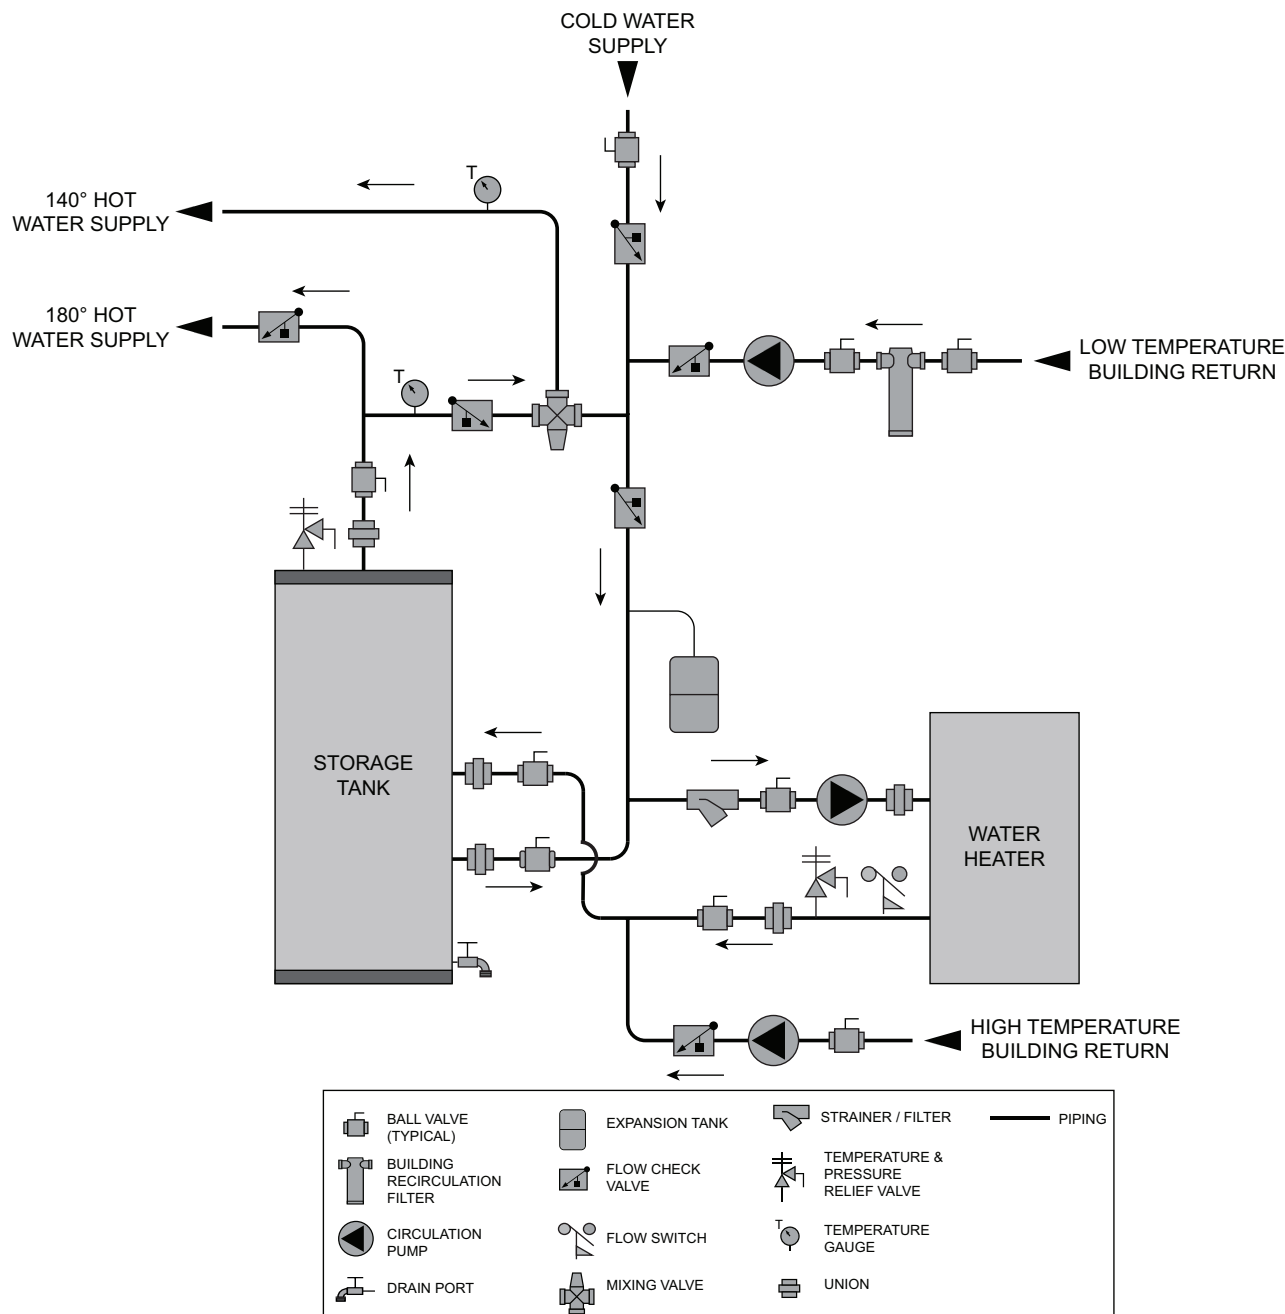 COLD WATER
SUPPLY
T
140° HOT
WATER SUPPLY
180° HOT
WATER SUPPLY
T
LOW TEMPERATURE
BUILDING RETURN
STORAGE
TANK
WATER
HEATER
HIGH TEMPERATURE
BUILDING RETURN
BALL VALVE
(TYPICAL)
BUILDING
RECIRCULATION
FILTER
CIRCULATION
PUMP
DRAIN PORT
EXPANSION TANK
FLOW CHECK
VALVE
FLOW SWITCH
MIXING VALVE
STRAINER / FILTER
TEMPERATURE &
PRESSURE
RELIEF VALVE
T
TEMPERATURE
GAUGE
UNION
PIPING